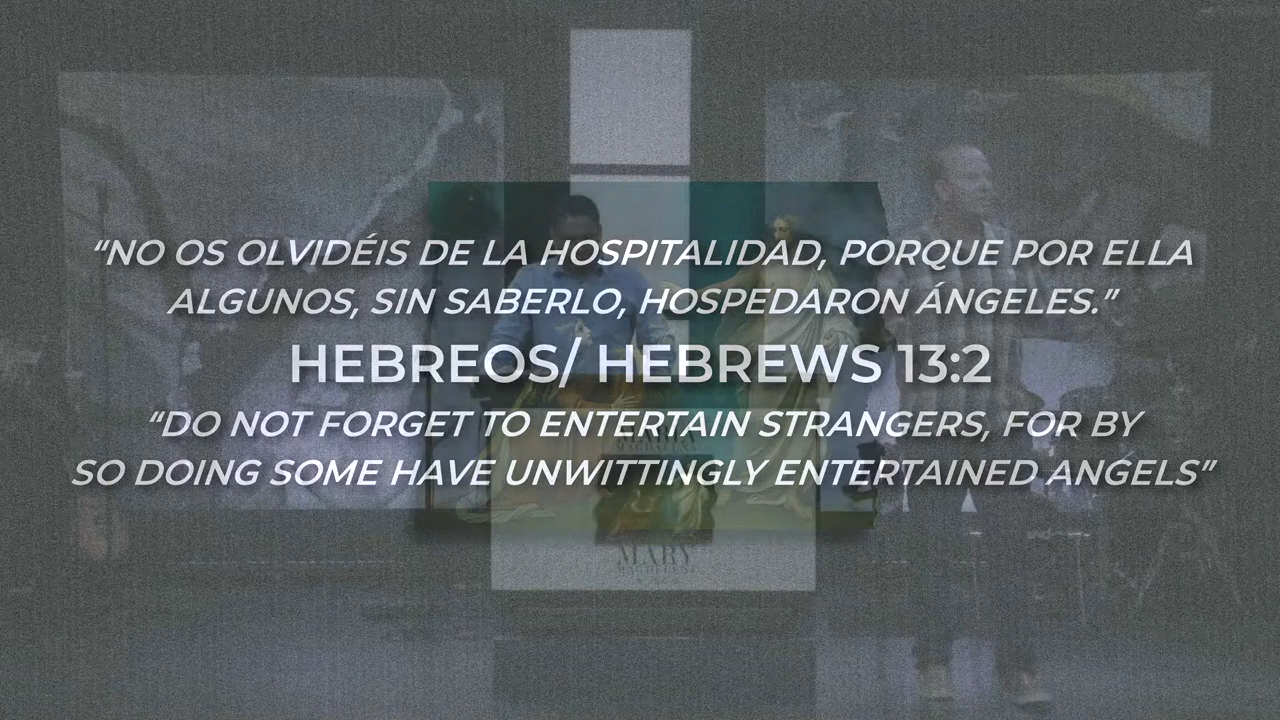 “NO OS OLVIDÉIS DE LA HOSPITALIDAD, PORQUE POR ELLA
ALGUNOS, SIN SABERLO, HOSPEDARON ÁNGELES.”
HEBREOS/ HEBREWS 13:2
“DO NOT FORGET TO ENTERTAIN STRANGERS, FOR BY
SO DOING SOME HAVE UNWITTINGLY ENTERTAINED ANGELS”
MARY